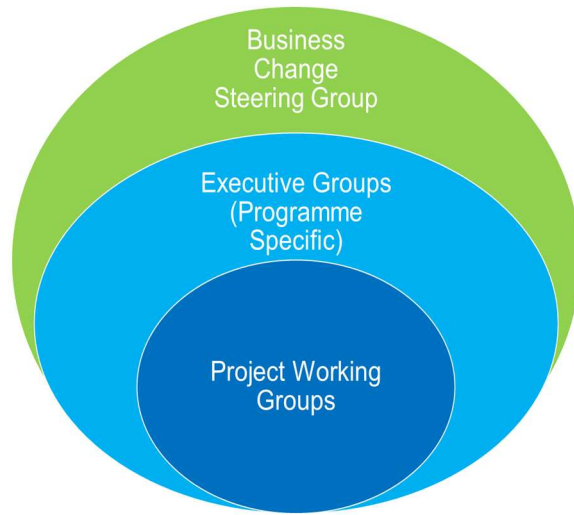 Business
Change
Steering Group
Executive Groups
(Programme
Specific)
Project Working
Groups